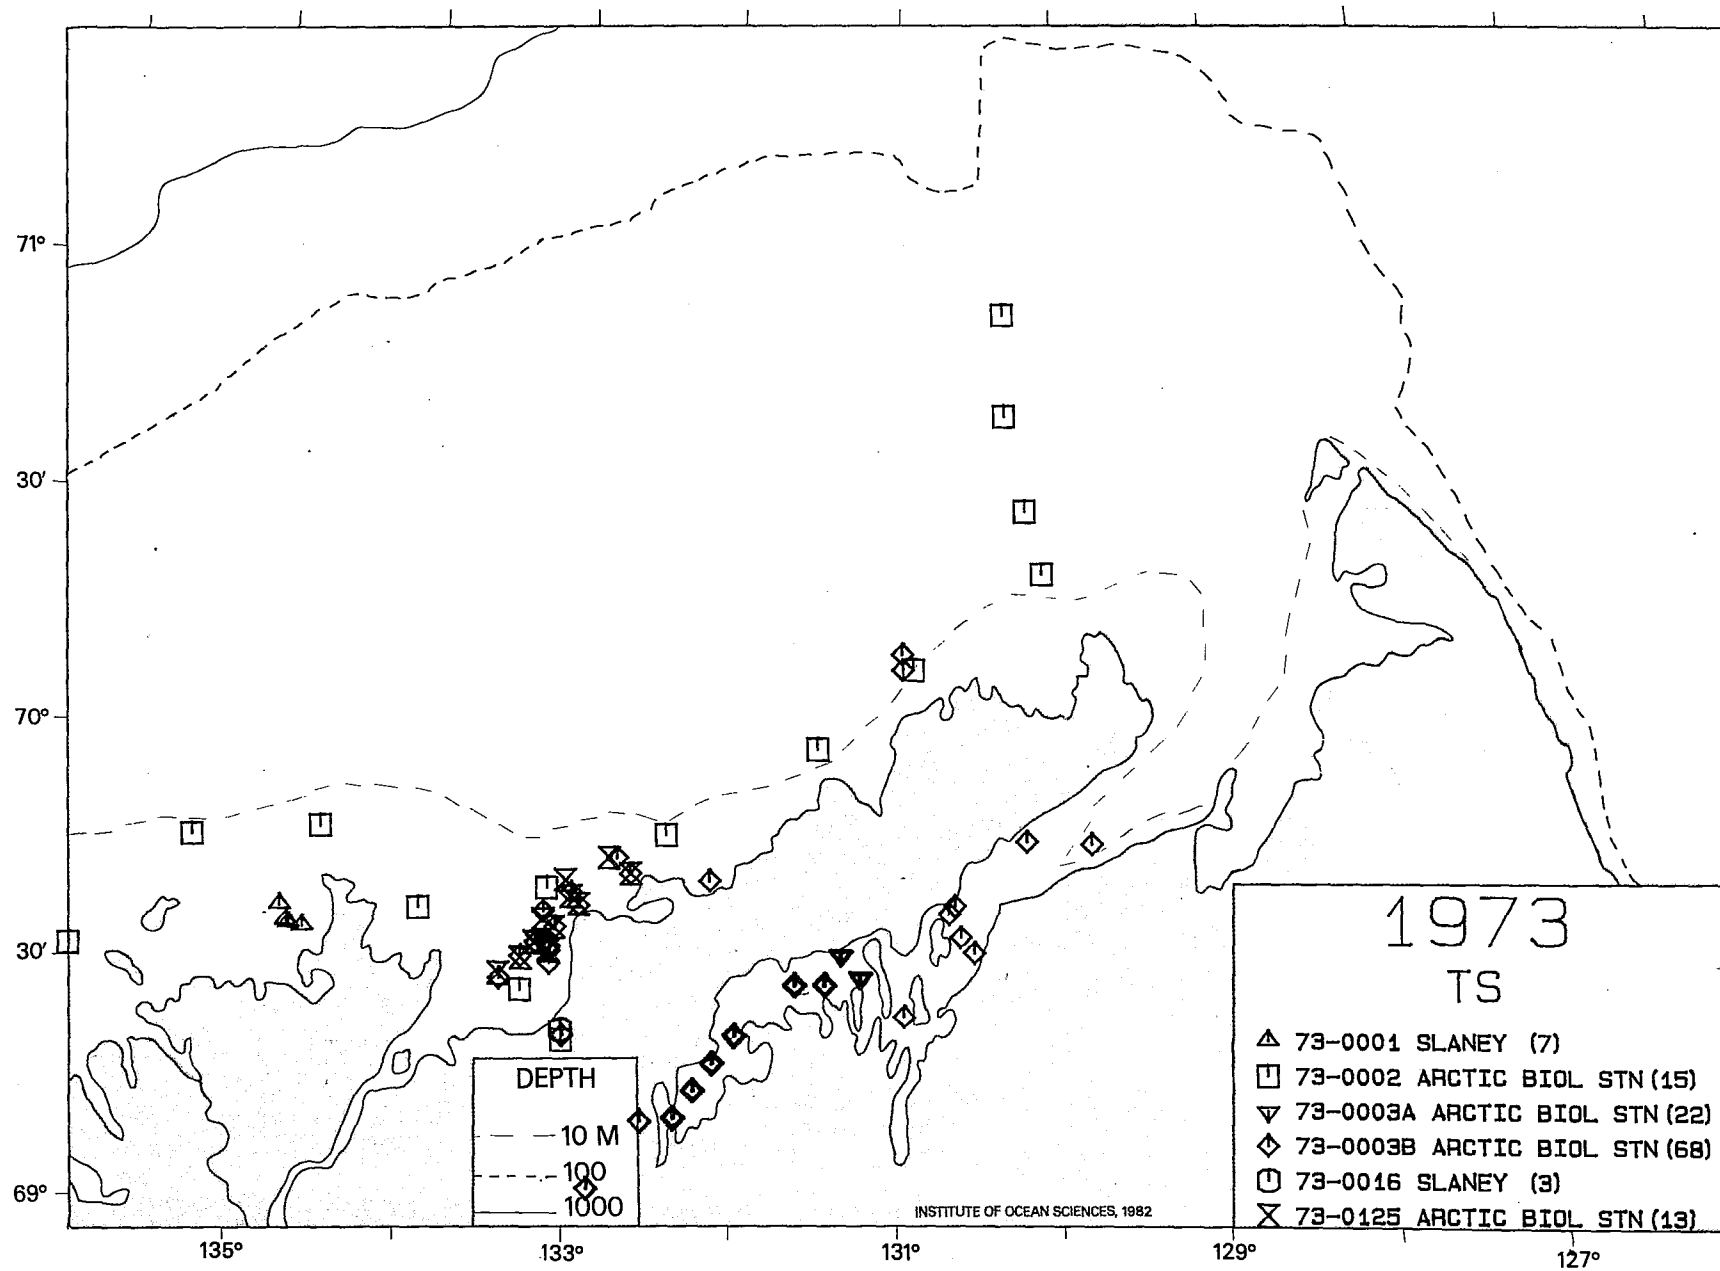 71°
30'
70°
30'
69°
135°
133°
131°
129°
127°
DEPTH
10 M
100
1000
INSTITUTE OF OCEAN SCIENCES, 1982
1973
TS
73-0001 SLANEY (7)
73-0002 ARCTIC BIOL STN (15)
73-0003A ARCTIC BIOL STN (22)
73-0003B ARCTIC BIOL STN (68)
73-0016 SLANEY (3)
73-0125 ARCTIC BIOL STN (13)